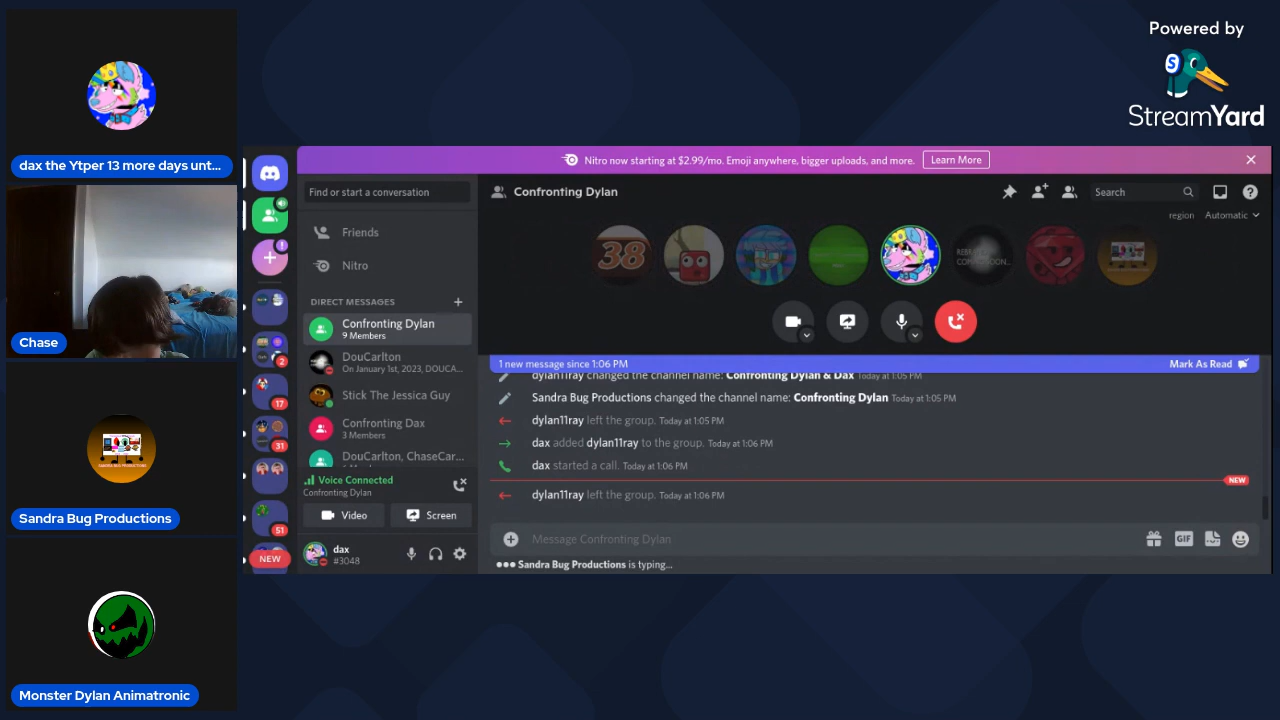 Powered by
StreamYard
dax the Ytper 13 more days unt...
Chase
Sandra Bug Productions
Monster Dylan Animatronic
Nitro now starting at $2.99/mo. Emoji anywhere, bigger uploads, and more.
Learn More
Find or start a conversation
Friends
Nitro
DIRECT MESSAGES
Confronting Dylan
9 Members
DouCarlton
On January 1st, 2023, DOUCA...
Stick The Jessica Guy
Confronting Dax
3 Members
DouCarlton, ChaseCar...
Voice Connected
Confronting Dylan
Video
Screen
dax
#3048
2
17
31
51
NEW
Confronting Dylan
Search
region
Automatic
38
1 new message since 1:06 PM
Mark As Read
dylan11ray changed the channel name: Confronting Dylan & Dax Today at 1:05 PM
Sandra Bug Productions changed the channel name: Confronting Dylan Today at 1:05 PM
dylan11ray left the group. Today at 1:05 PM
dax added dylan11ray to the group. Today at 1:06 PM
dax started a call. Today at 1:06 PM
NEW
dylan11ray left the group. Today at 1:06 PM
Message Confronting Dylan
GIF
Sandra Bug Productions is typing...